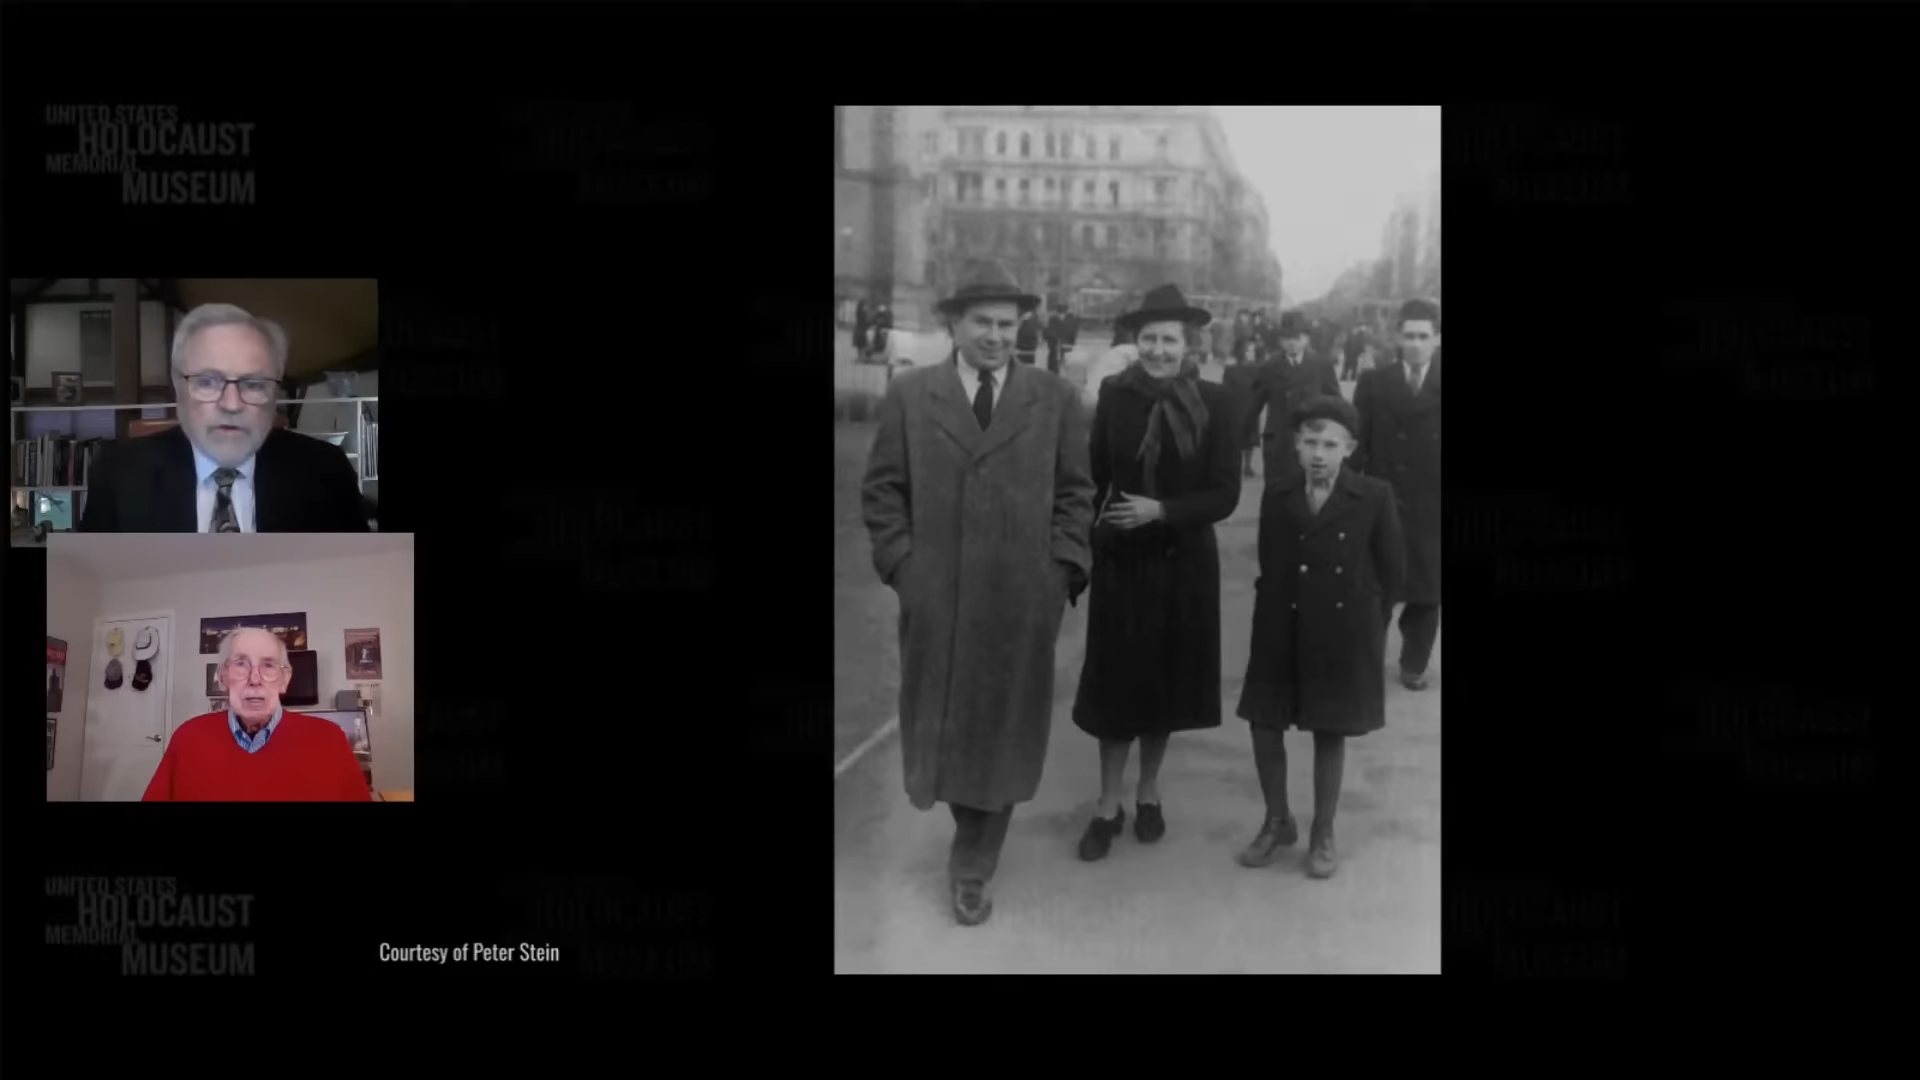 UNITED STATES
HOLOCAUST
MEMORIAL
MUSEUM
UNITED STATES
HOLOCAUST
MEMORIAL
MUSEUM
Courtesy of Peter Stein